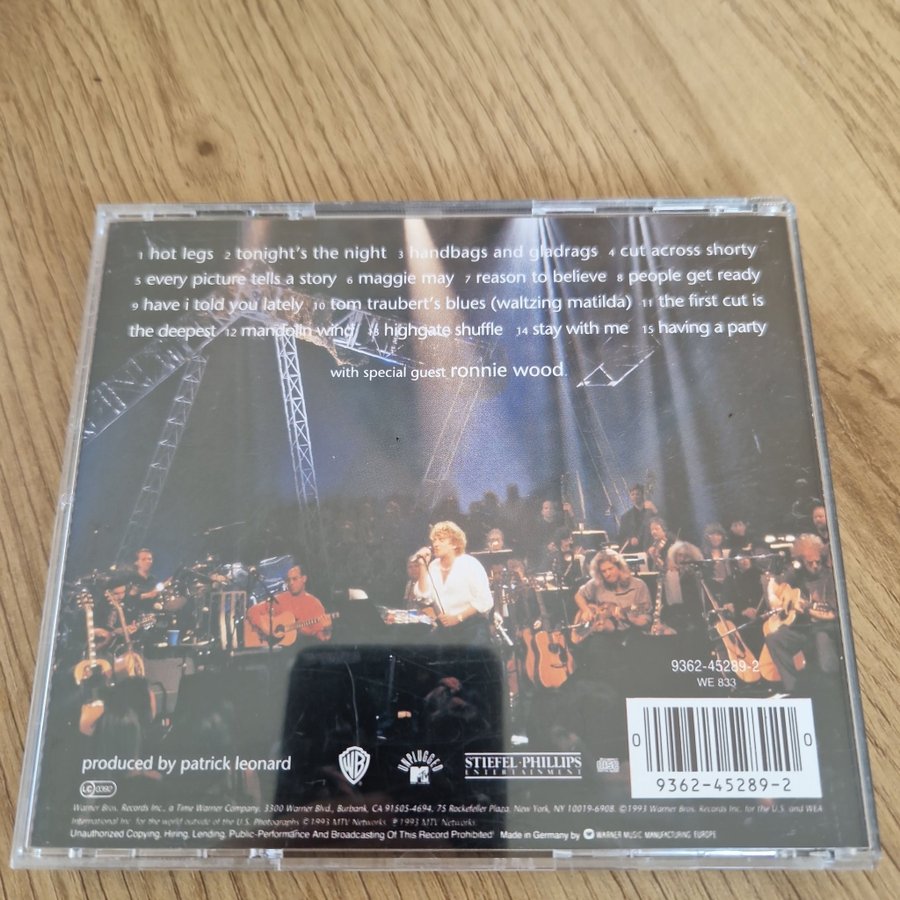 1 hot legs 2 tonight's the night 3 handbags and gladrags 4 cut across shorty
5 every picture tells a story 6 maggie may 7 reason to believe 8 people get ready
9 have i told you lately 10 tom traubert's blues (waltzing matilda) 11 the first cut is
the deepest 12 mandolin wind 13 highgate shuffle 14 stay with me 15 having a party
with special guest ronnie wood.
9362-45289-2
WE 833
0 0
9362-45289-2
produced by patrick leonard
WB
UNPLUGGED
MTV
STIEFEL·PHILLIPS
ENTERTAINMENT
LC 0392
Warner Bros. Records Inc., a Time Warner Company, 3300 Warner Blvd., Burbank, CA 91505-4694, 75 Rockefeller Plaza, New York, NY 10019-6908. ©1993 Warner Bros. Records Inc. for the U.S. and WEA
International Inc. for the world outside of the U.S. Photographs ©1993 MTV Networks. ℗1993 MTV Networks.
Unauthorized Copying, Hiring, Lending, Public-Performance And Broadcasting Of This Record Prohibited! Made in Germany by WARNER MUSIC MANUFACTURING EUROPE